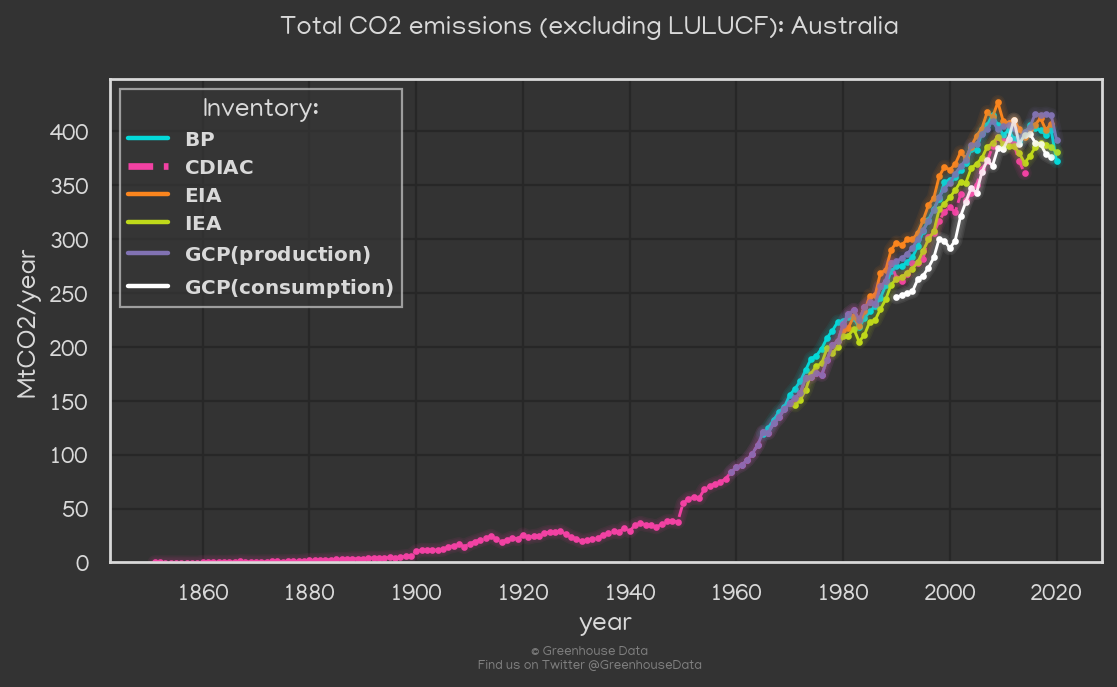 Total CO2 emissions (excluding LULUCF): Australia
Inventory:
BP
CDIAC
EIA
IEA
GCP(production)
GCP(consumption)
MtCO2/year
400
350
300
250
200
150
100
50
0
1860 1880 1900 1920 1940 1960 1980 2000 2020
year
© Greenhouse Data
Find us on Twitter @GreenhouseData